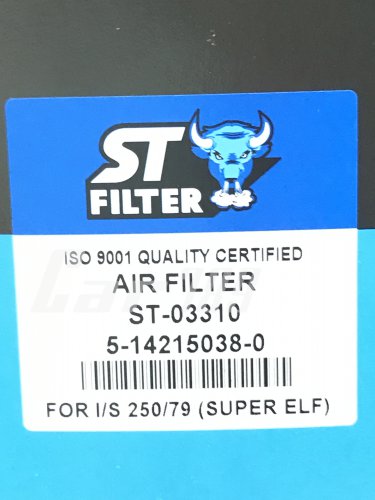 ST
FILTER
ISO 9001 QUALITY CERTIFIED
AIR FILTER
ST-03310
5-14215038-0
FOR I/S 250/79 (SUPER ELF)